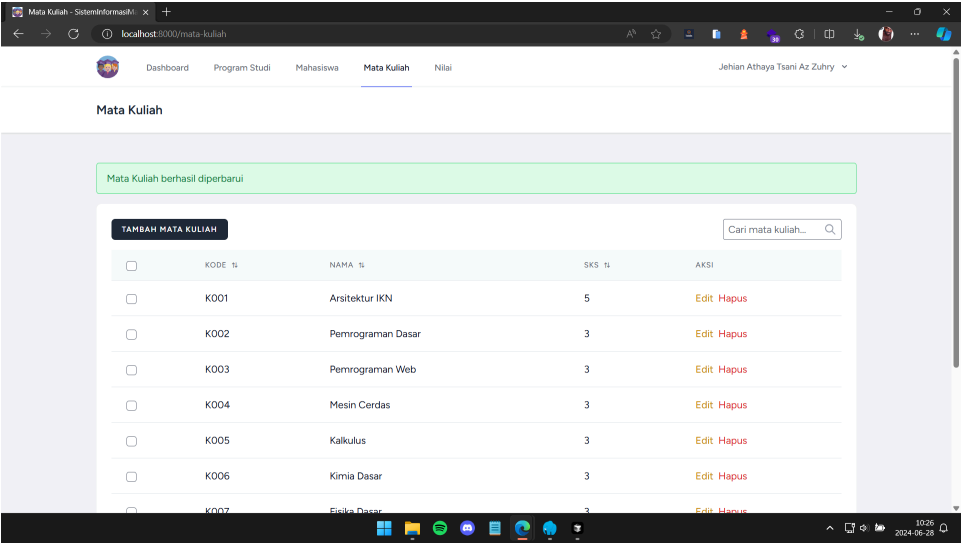 Mata Kuliah - SistemInformasiM
localhost:8000/mata-kuliah
30
Dashboard Program Studi Mahasiswa Mata Kuliah Nilai Jehian Athaya Tsani Az Zuhry
Mata Kuliah
Mata Kuliah berhasil diperbarui
TAMBAH MATA KULIAH Cari mata kuliah...
KODE NAMA SKS AKSI
K001 Arsitektur IKN 5 Edit Hapus
K002 Pemrograman Dasar 3 Edit Hapus
K003 Pemrograman Web 3 Edit Hapus
K004 Mesin Cerdas 3 Edit Hapus
K005 Kalkulus 3 Edit Hapus
K006 Kimia Dasar 3 Edit Hapus
K007 Fisika Dasar 3 Edit Hapus
10:26
2024-06-28